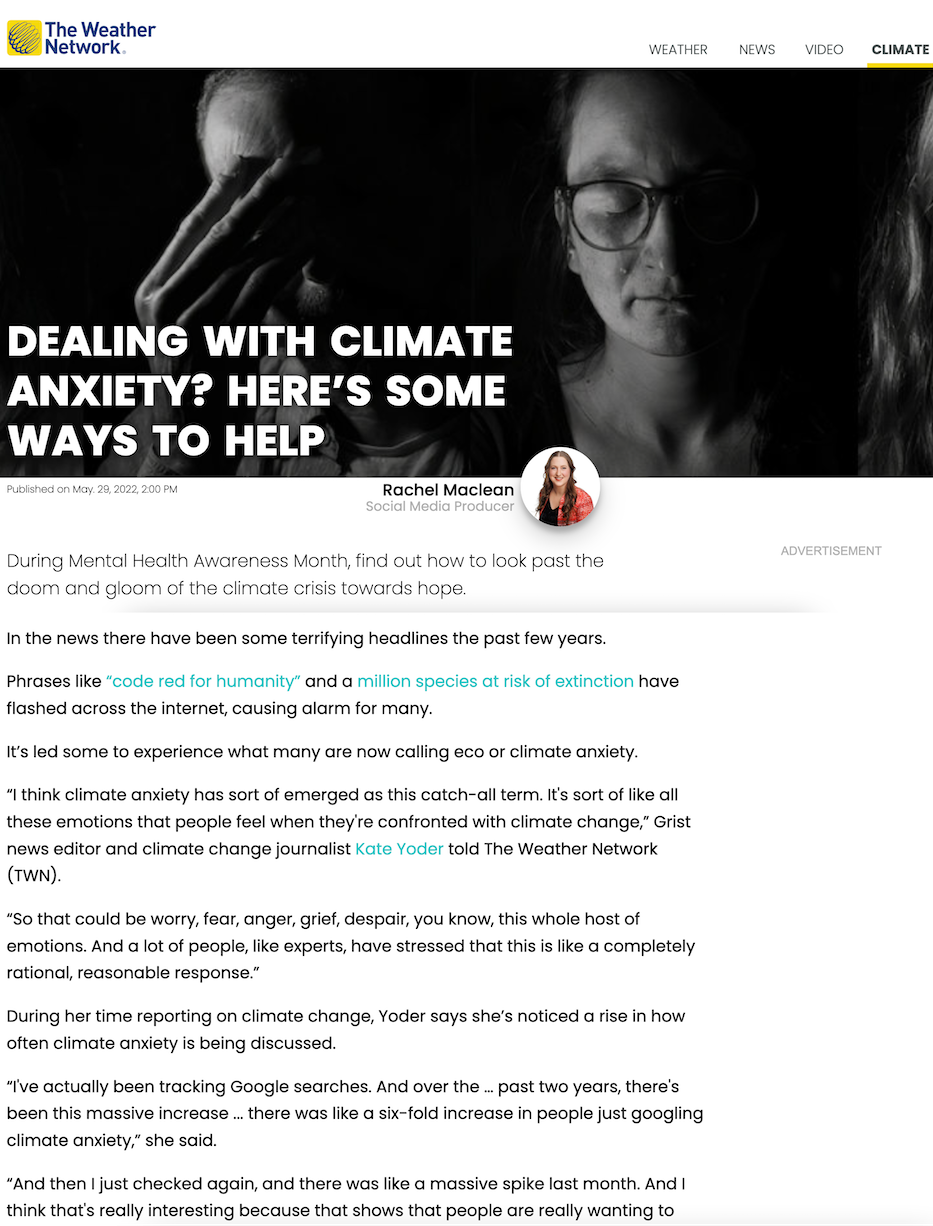 The Weather
Network
WEATHER NEWS VIDEO CLIMATE
DEALING WITH CLIMATE
ANXIETY? HERE’S SOME
WAYS TO HELP
Published on May. 29, 2022, 2:00 PM
Rachel Maclean
Social Media Producer
ADVERTISEMENT
During Mental Health Awareness Month, find out how to look past the
doom and gloom of the climate crisis towards hope.
In the news there have been some terrifying headlines the past few years.
Phrases like “code red for humanity” and a million species at risk of extinction have
flashed across the internet, causing alarm for many.
It’s led some to experience what many are now calling eco or climate anxiety.
“I think climate anxiety has sort of emerged as this catch-all term. It's sort of like all
these emotions that people feel when they're confronted with climate change,” Grist
news editor and climate change journalist Kate Yoder told The Weather Network
(TWN).
“So that could be worry, fear, anger, grief, despair, you know, this whole host of
emotions. And a lot of people, like experts, have stressed that this is like a completely
rational, reasonable response.”
During her time reporting on climate change, Yoder says she’s noticed a rise in how
often climate anxiety is being discussed.
“I've actually been tracking Google searches. And over the … past two years, there's
been this massive increase … there was like a six-fold increase in people just googling
climate anxiety,” she said.
“And then I just checked again, and there was like a massive spike last month. And I
think that's really interesting because that shows that people are really wanting to